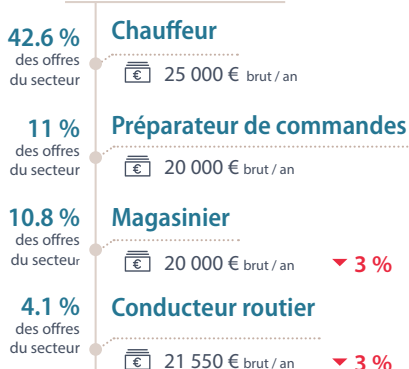 42.6 %
des offres
du secteur
Chauffeur
€ 25 000 € brut / an
11 %
des offres
du secteur
Préparateur de commandes
€ 20 000 € brut / an
10.8 %
des offres
du secteur
Magasinier
€ 20 000 € brut / an ▼ 3 %
4.1 %
des offres
du secteur
Conducteur routier
€ 21 550 € brut / an ▼ 3 %